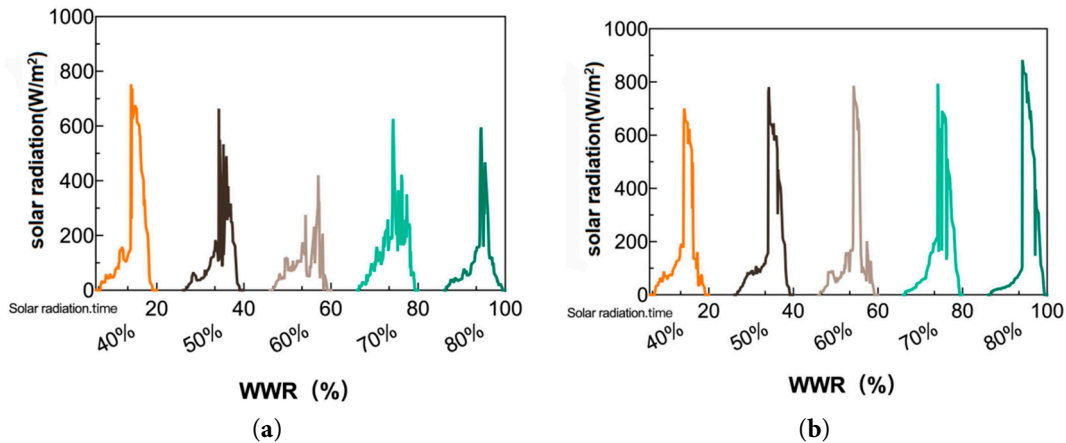 1000
800
600
400
200
0
solar radiation(W/m²)
Solar radiation.time
20 40 60 80 100
40% 50% 60% 70% 80%
WWR (%)
(a)
1000
800
600
400
200
0
solar radiation(W/m²)
Solar radiation.time
20 40 60 80 100
40% 50% 60% 70% 80%
WWR (%)
(b)